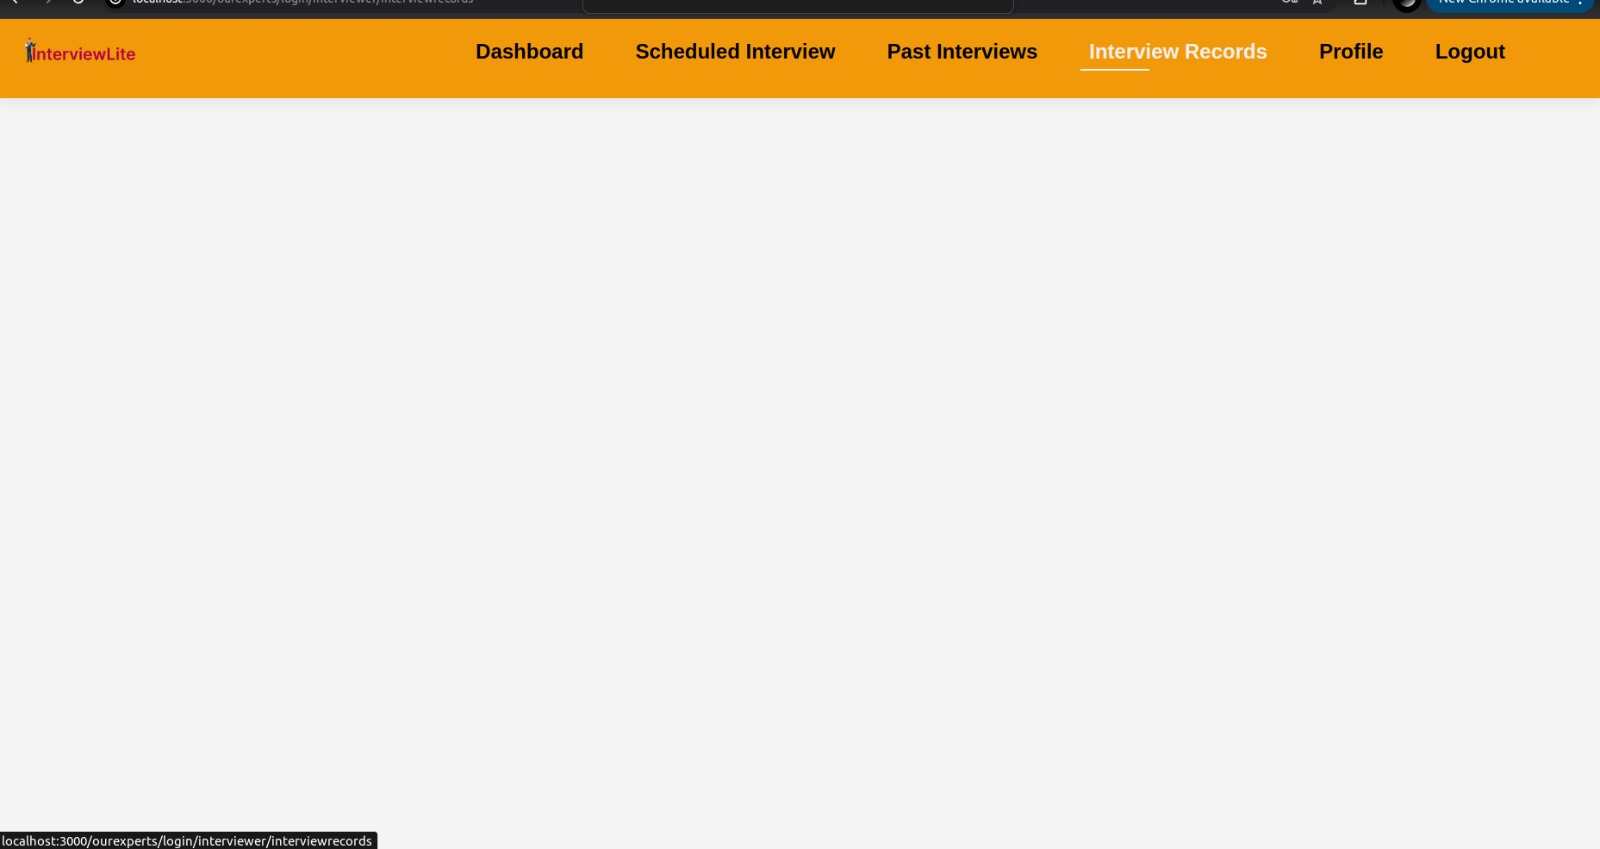 localhost:3000/ourexperts/login/interviewer/interviewrecords
New Chrome available
InterviewLite
Dashboard
Scheduled Interview
Past Interviews
Interview Records
Profile
Logout
localhost:3000/ourexperts/login/interviewer/interviewrecords